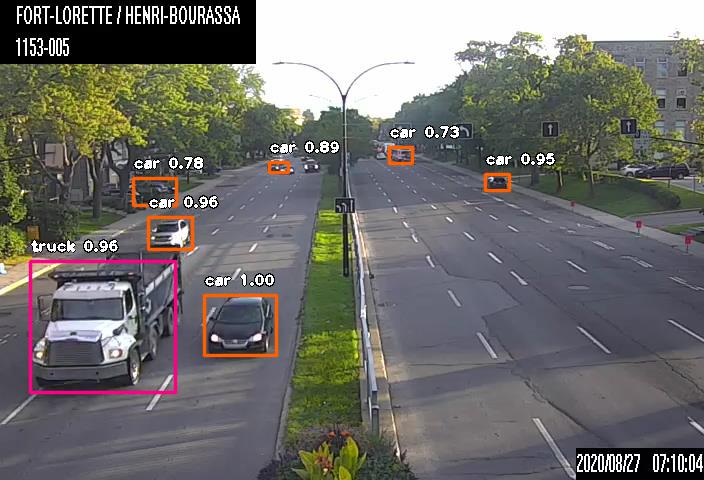 FORT-LORETTE / HENRI-BOURASSA
1153-005
car 0.73
car 0.89
car 0.78
car 0.95
car 0.96
truck 0.96
car 1.00
2020/08/27 07:10:04